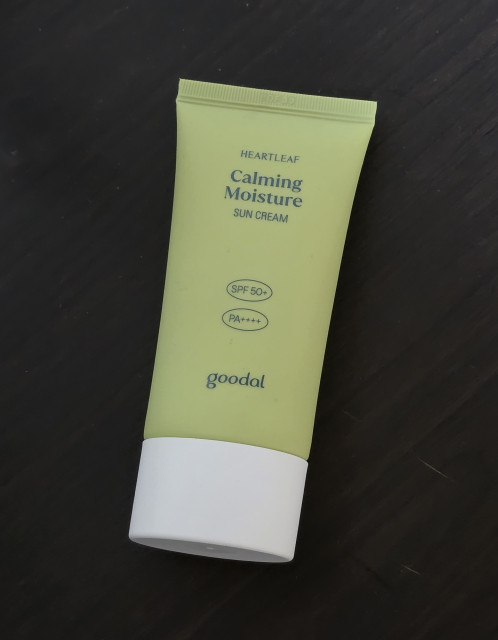 HEARTLEAF
Calming
Moisture
SUN CREAM
SPF 50+
PA++++
goodal